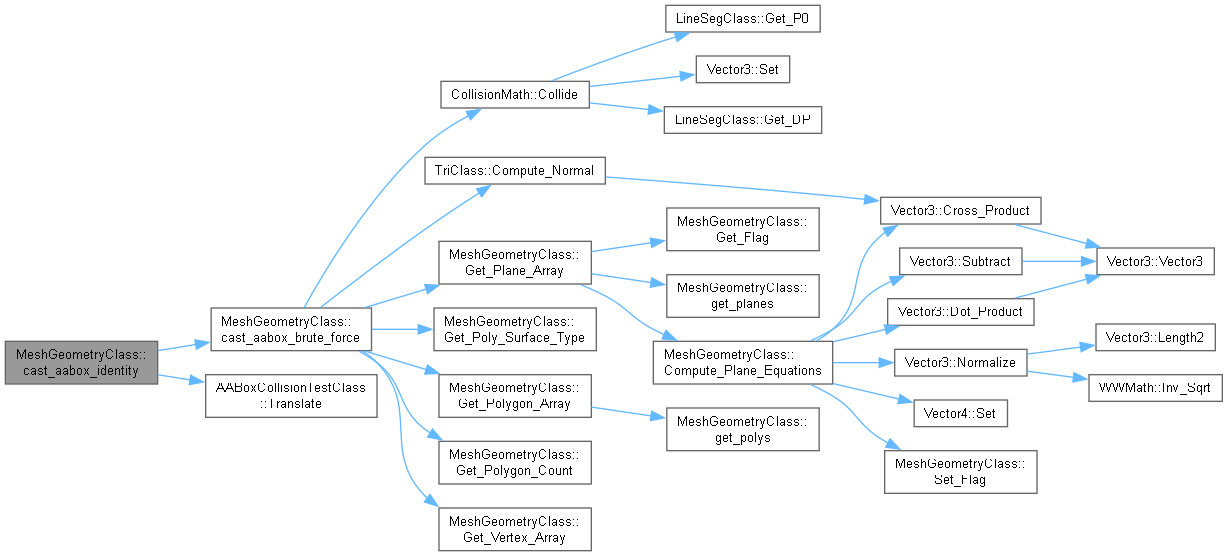 MeshGeometryClass::
cast_aabox_identity
MeshGeometryClass::
cast_aabox_brute_force
AABoxCollisionTestClass
::Translate
CollisionMath::Collide
TriClass::Compute_Normal
MeshGeometryClass::
Get_Plane_Array
MeshGeometryClass::
Get_Poly_Surface_Type
MeshGeometryClass::
Get_Polygon_Array
MeshGeometryClass::
Get_Polygon_Count
MeshGeometryClass::
Get_Vertex_Array
LineSegClass::Get_P0
Vector3::Set
LineSegClass::Get_DP
MeshGeometryClass::
Get_Flag
MeshGeometryClass::
get_planes
MeshGeometryClass::
Compute_Plane_Equations
MeshGeometryClass::
get_polys
Vector3::Cross_Product
Vector3::Subtract
Vector3::Dot_Product
Vector3::Normalize
Vector4::Set
MeshGeometryClass::
Set_Flag
Vector3::Vector3
Vector3::Length2
WWMath::Inv_Sqrt